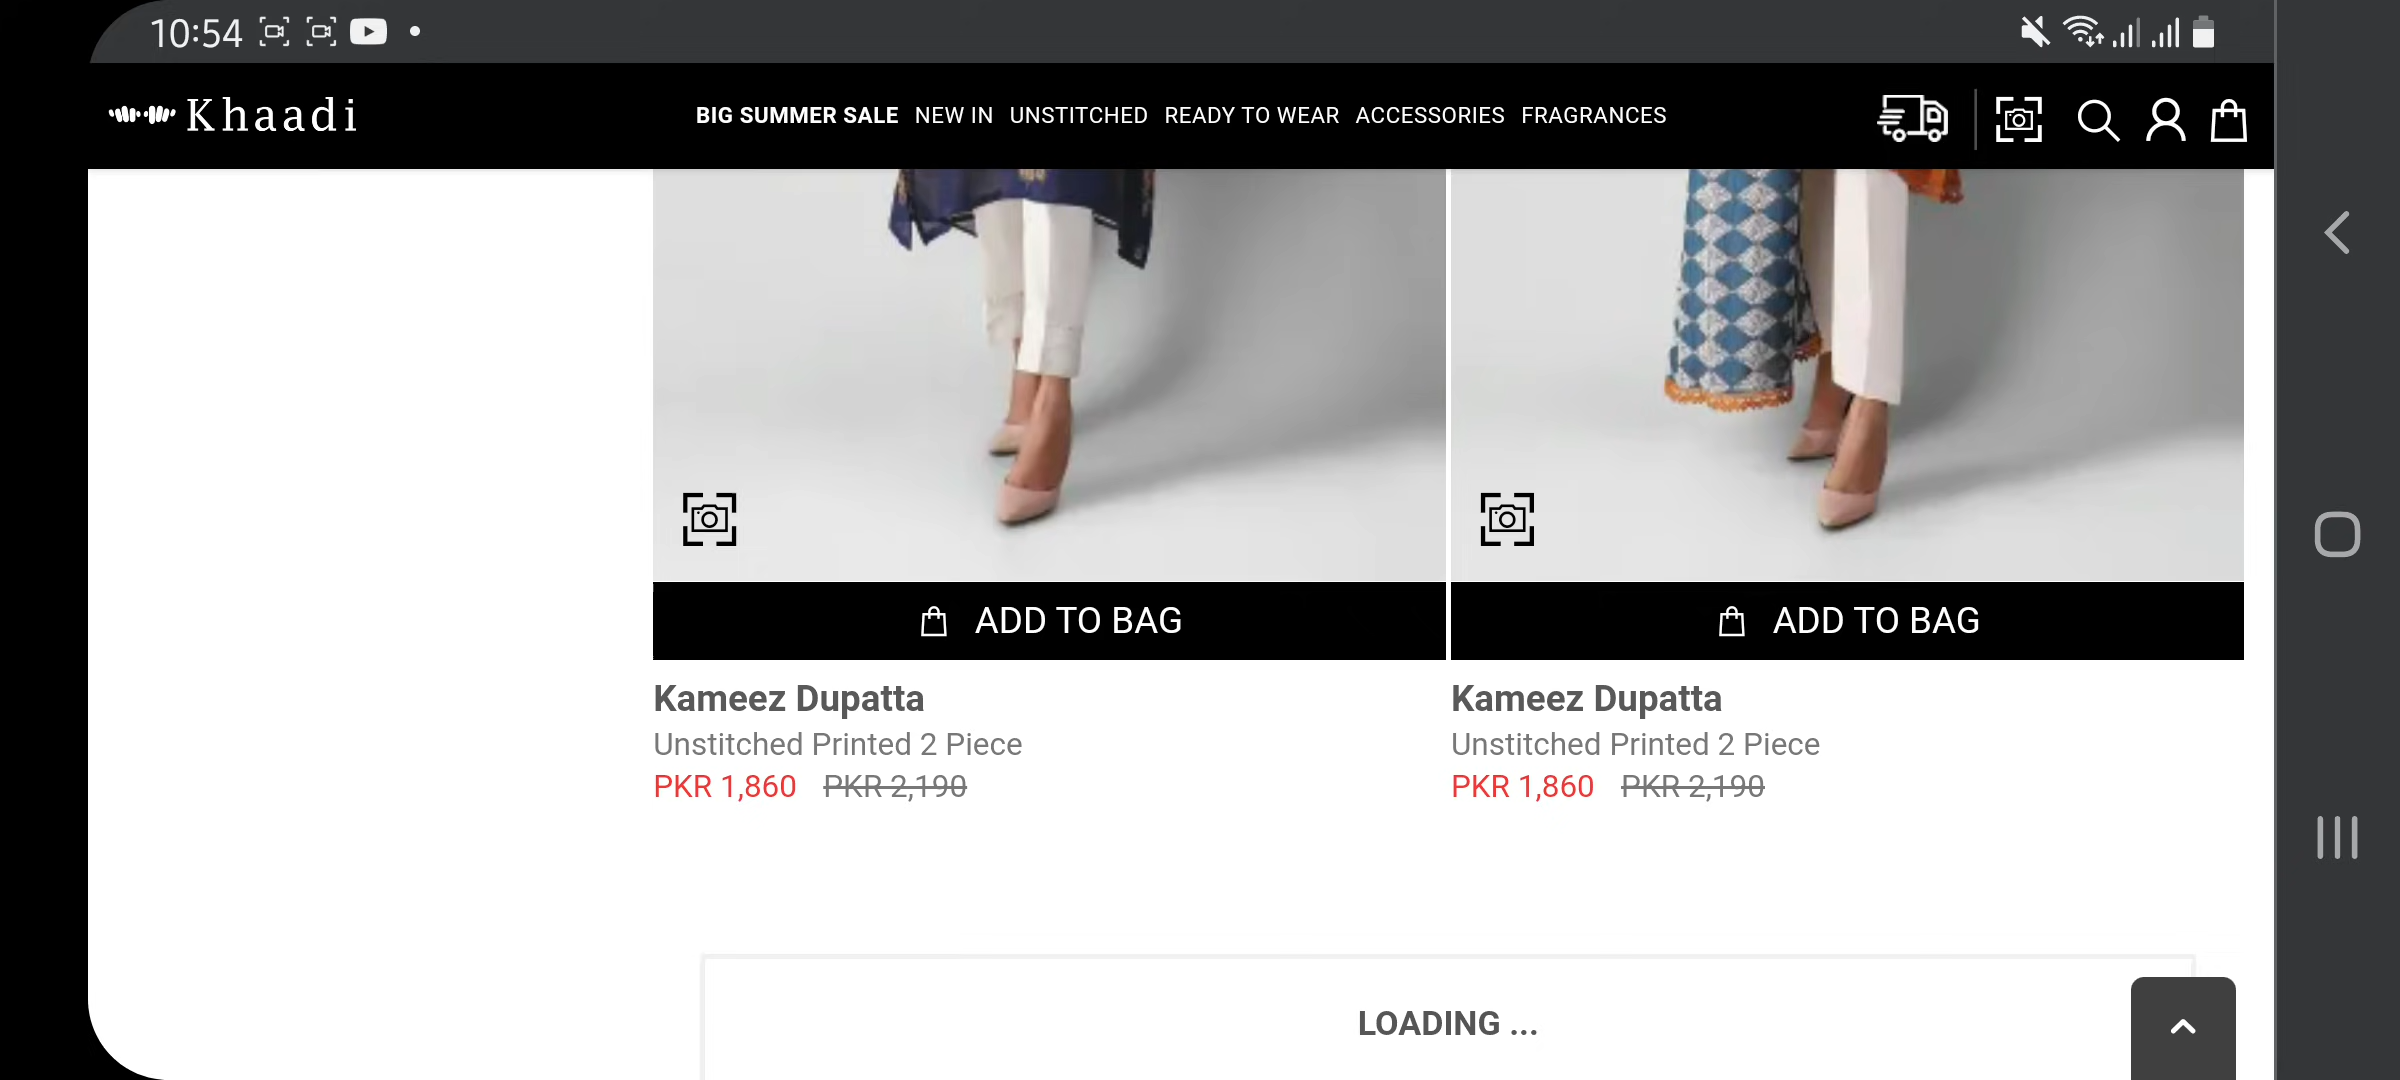 10:54
Khaadi
BIG SUMMER SALE NEW IN UNSTITCHED READY TO WEAR ACCESSORIES FRAGRANCES
ADD TO BAG
ADD TO BAG
Kameez Dupatta
Unstitched Printed 2 Piece
PKR 1,860 PKR 2,190
Kameez Dupatta
Unstitched Printed 2 Piece
PKR 1,860 PKR 2,190
LOADING ...